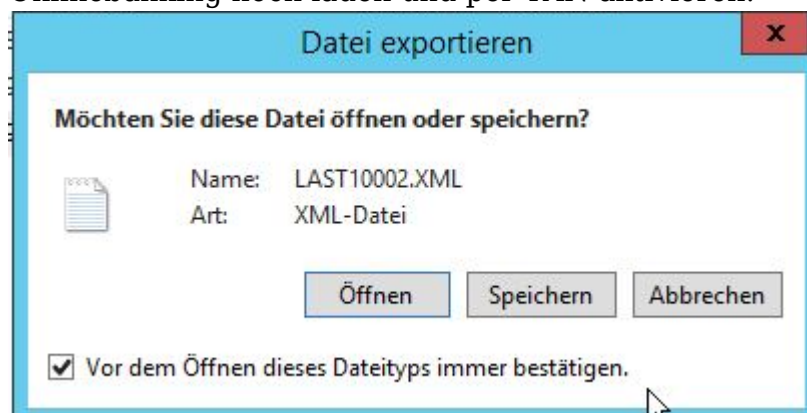 Datei exportieren
x
Möchten Sie diese Datei öffnen oder speichern?
Name: LAST10002.XML
Art: XML-Datei
Öffnen Speichern Abbrechen
Vor dem Öffnen dieses Dateityps immer bestätigen.